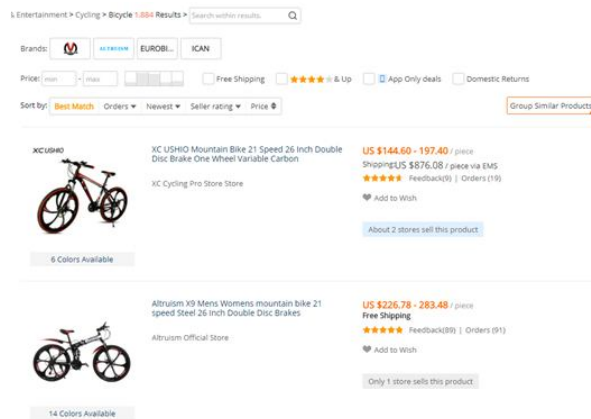 & Entertainment > Cycling > Bicycle 1,884 Results > Search within results.
Brands: ALTRUISM EUROBI... ICAN
Price: min - max Free Shipping & Up App Only deals Domestic Returns
Sort by: Best Match Orders Newest Seller rating Price Group Similar Products
XC USHIO
XC USHIO Mountain Bike 21 Speed 26 Inch Double
Disc Brake One Wheel Variable Carbon
XC Cycling Pro Store Store
US $144.60 - 197.40 / piece
Shipping:US $876.08 / piece via EMS
Feedback(9) | Orders (19)
Add to Wish
About 2 stores sell this product
6 Colors Available
Altruism X9 Mens Womens mountain bike 21
speed Steel 26 Inch Double Disc Brakes
Altruism Official Store
US $226.78 - 283.48 / piece
Free Shipping
Feedback(89) | Orders (91)
Add to Wish
Only 1 store sells this product
14 Colors Available